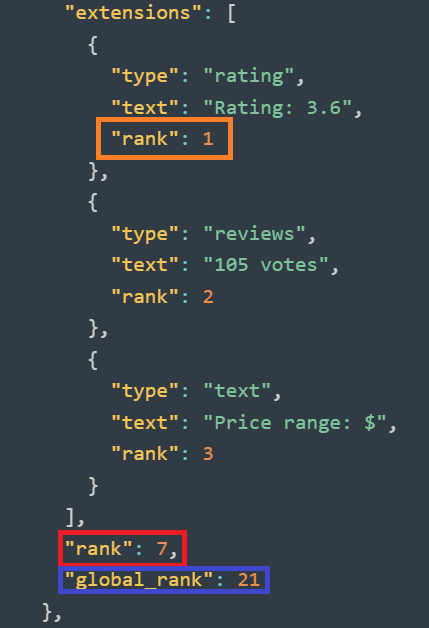 "extensions": [
{
"type": "rating",
"text": "Rating: 3.6",
"rank": 1
},
{
"type": "reviews",
"text": "105 votes",
"rank": 2
},
{
"type": "text",
"text": "Price range: $",
"rank": 3
}
],
"rank": 7,
"global_rank": 21
},